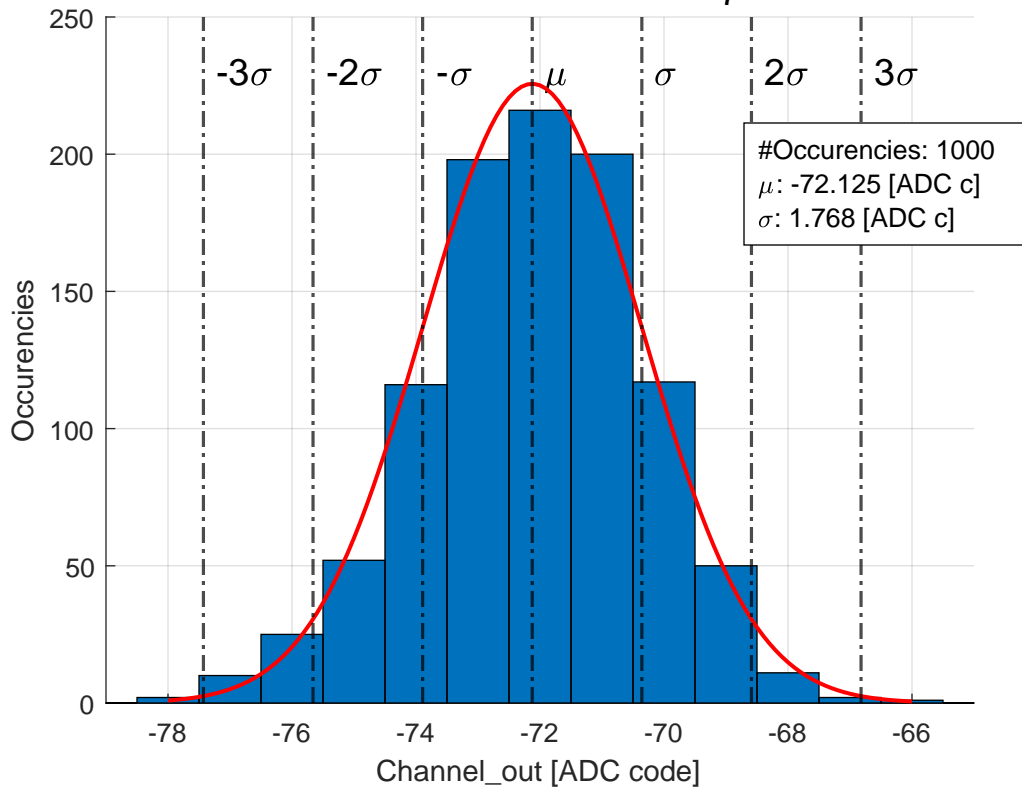 250
-3σ
-2σ
-σ
μ
σ
2σ
3σ
200
#Occurencies: 1000
μ: -72.125 [ADC c]
σ: 1.768 [ADC c]
150
Occurencies
100
50
0
-78
-76
-74
-72
-70
-68
-66
Channel_out [ADC code]